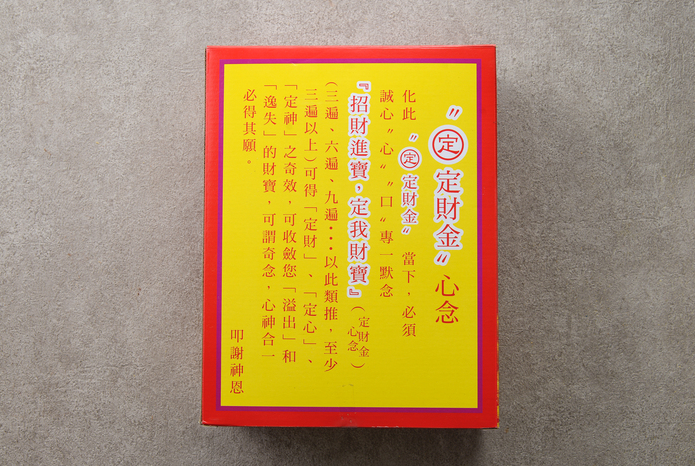 〝㊣定財金〞心念
化此〝定定財金〞當下，必須
誠心〝心〞〝口〞專一默念
『招財進寶，定我財寶』（定財金心念）
（三遍、六遍、九遍・・・以此類推，至少
三遍以上）可得「定財」、「定心」、
「定神」之奇效，可收斂您「溢出」和
「逸失」的財寶，可謂奇念，心神合一
必得其願。
叩謝神恩